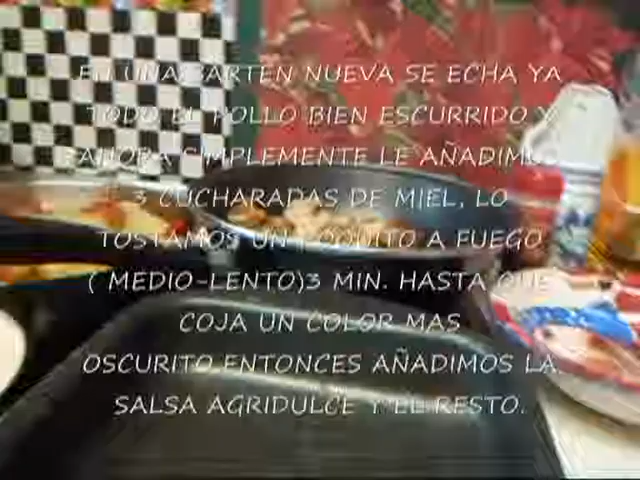 EN UNA SARTEN NUEVA SE ECHA YA
TODO EL POLLO BIEN ESCURRIDO Y
AHORA SIMPLEMENTE LE AÑADIMOS
3 CUCHARADAS DE MIEL, LO
TOSTAMOS UN POQUITO A FUEGO
( MEDIO-LENTO)3 MIN. HASTA QUE
COJA UN COLOR MAS
OSCURITO.ENTONCES AÑADIMOS LA
SALSA AGRIDULCE Y EL RESTO.